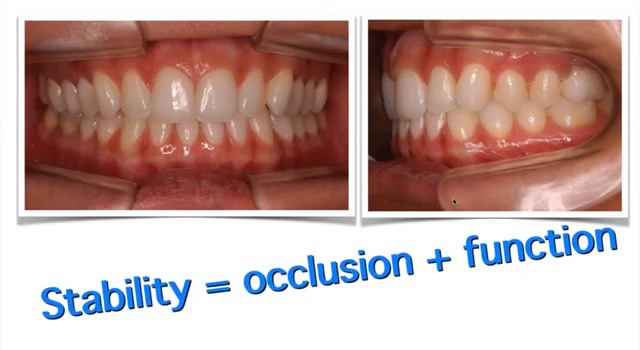 Stability = occlusion + function